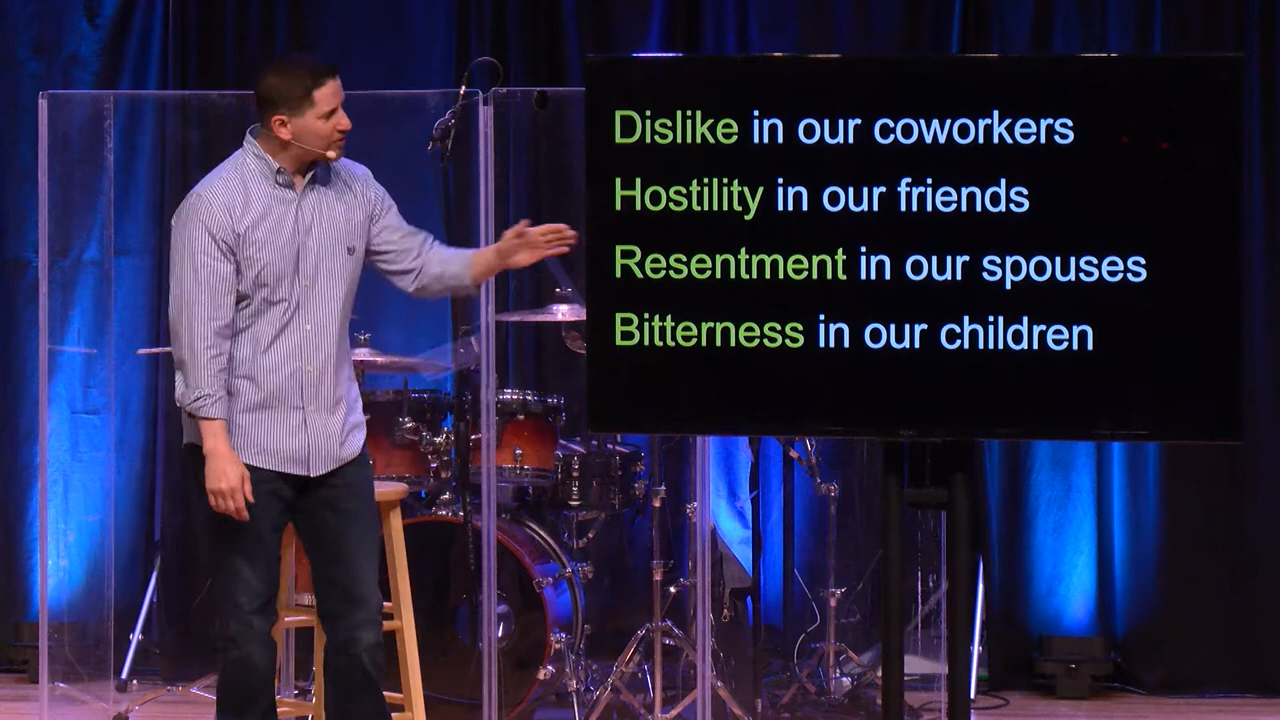 Dislike in our coworkers
Hostility in our friends
Resentment in our spouses
Bitterness in our children